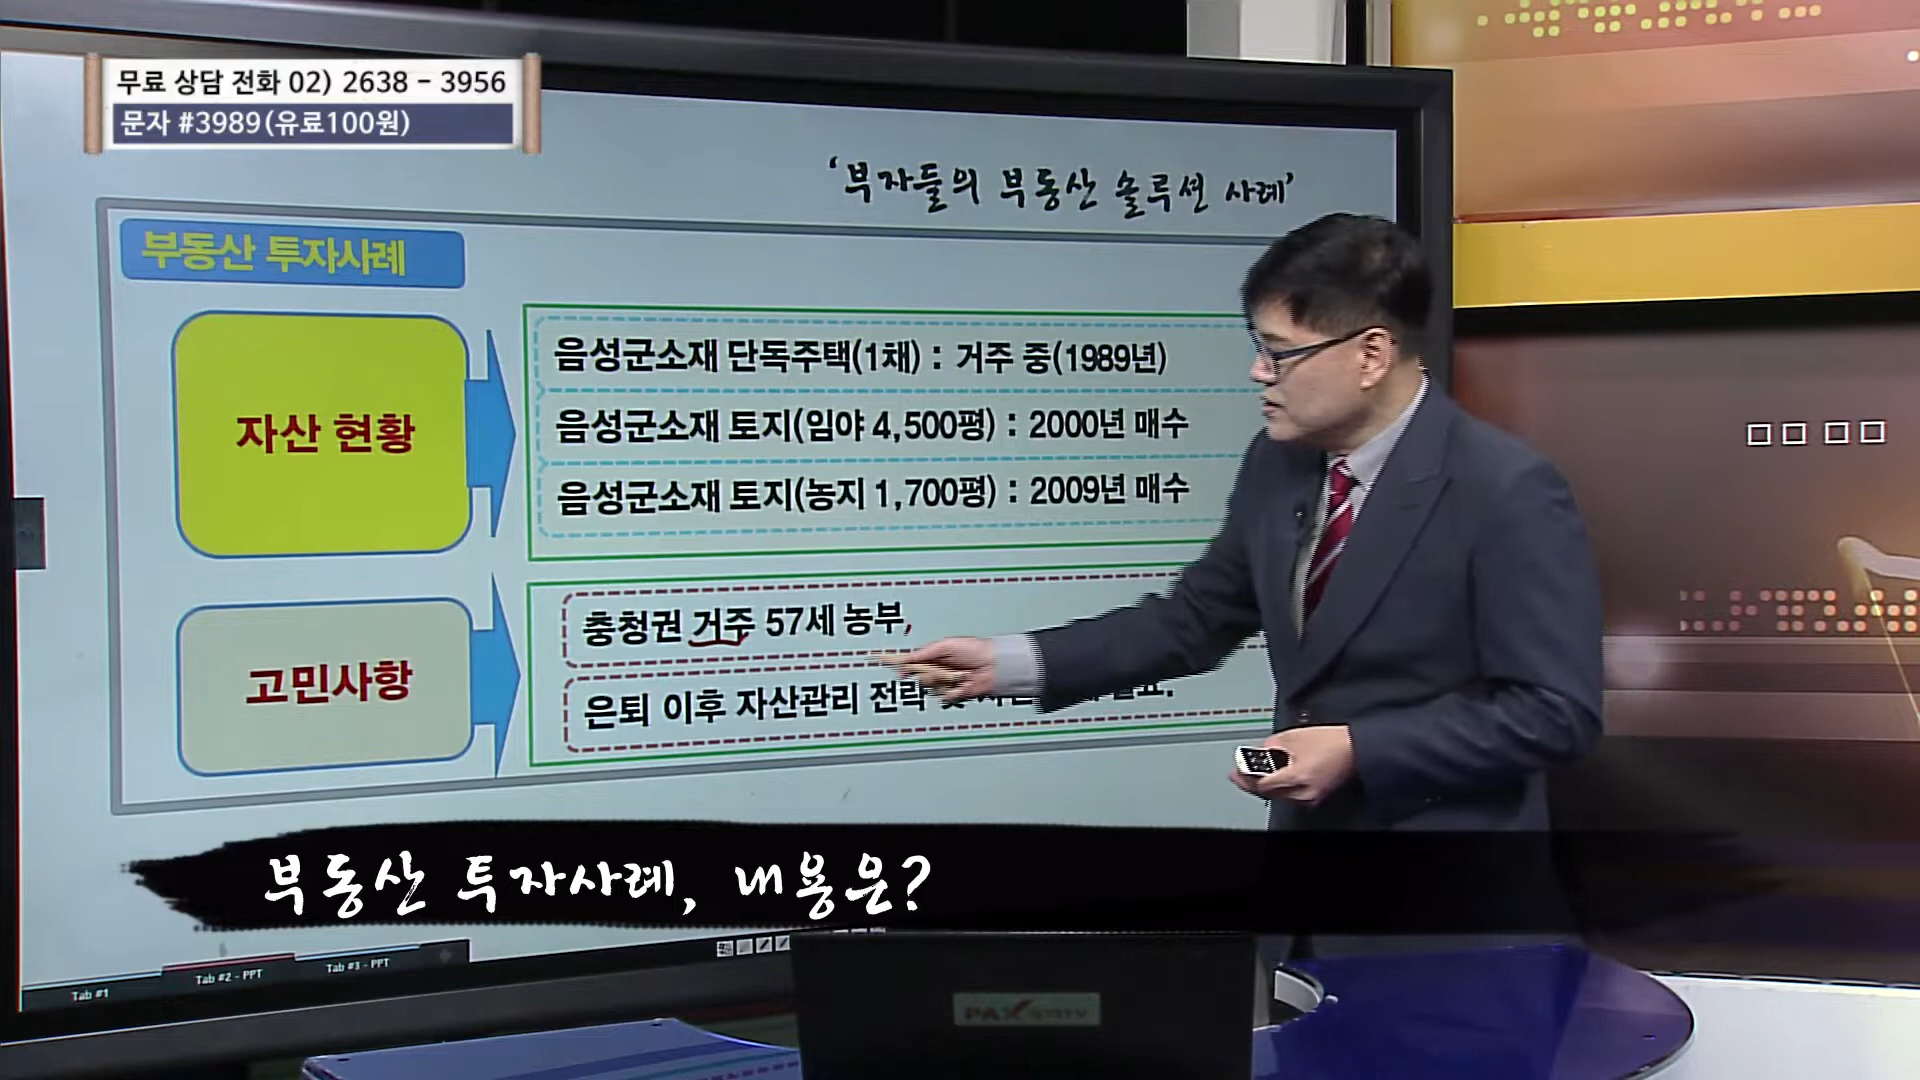 무료 상담 전화 02) 2638 - 3956
문자 #3989(유료100원)
'부자들의 부동산 솔루션 사례'
부동산 투자사례
자산 현황
음성군소재 단독주택(1채) : 거주 중(1989년)
음성군소재 토지(임야 4,500평) : 2000년 매수
음성군소재 토지(농지 1,700평) : 2009년 매수
고민사항
충청권 거주 57세 농부,
은퇴 이후 자산관리 전략
부동산 투자사례, 내용은?
Tab #1
Tab #2 - PPT
Tab #3 - PPT
PAX